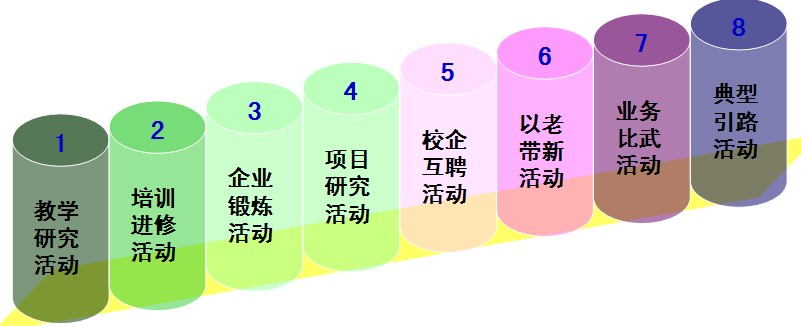 1
教学
研究
活动
2
培训
进修
活动
3
企业
锻炼
活动
4
项目
研究
活动
5
校企
互聘
活动
6
以老
带新
活动
7
业务
比武
活动
8
典型
引路
活动